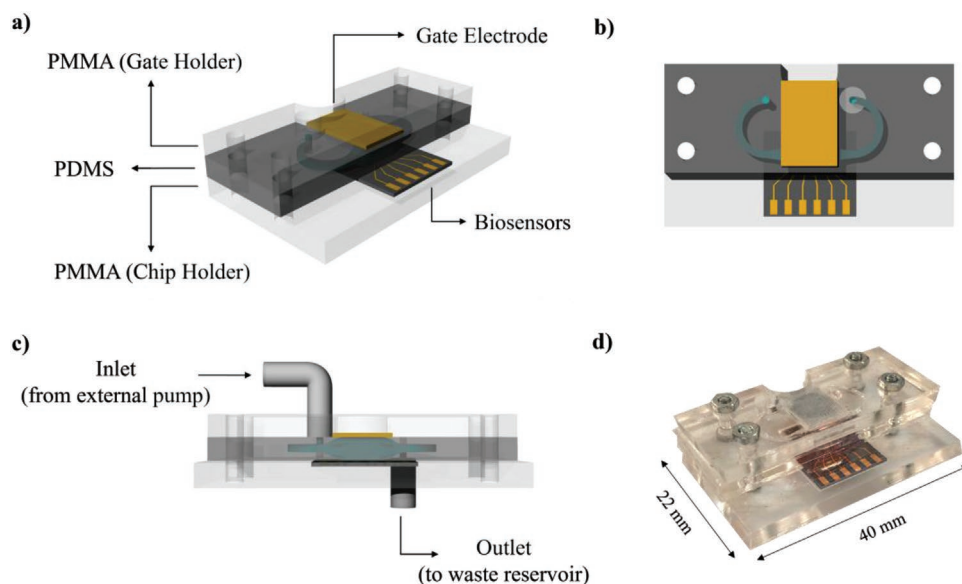 a)
Gate Electrode
PMMA (Gate Holder)
PDMS
Biosensors
PMMA (Chip Holder)
b)
c)
Inlet
(from external pump)
Outlet
(to waste reservoir)
d)
22 mm
40 mm